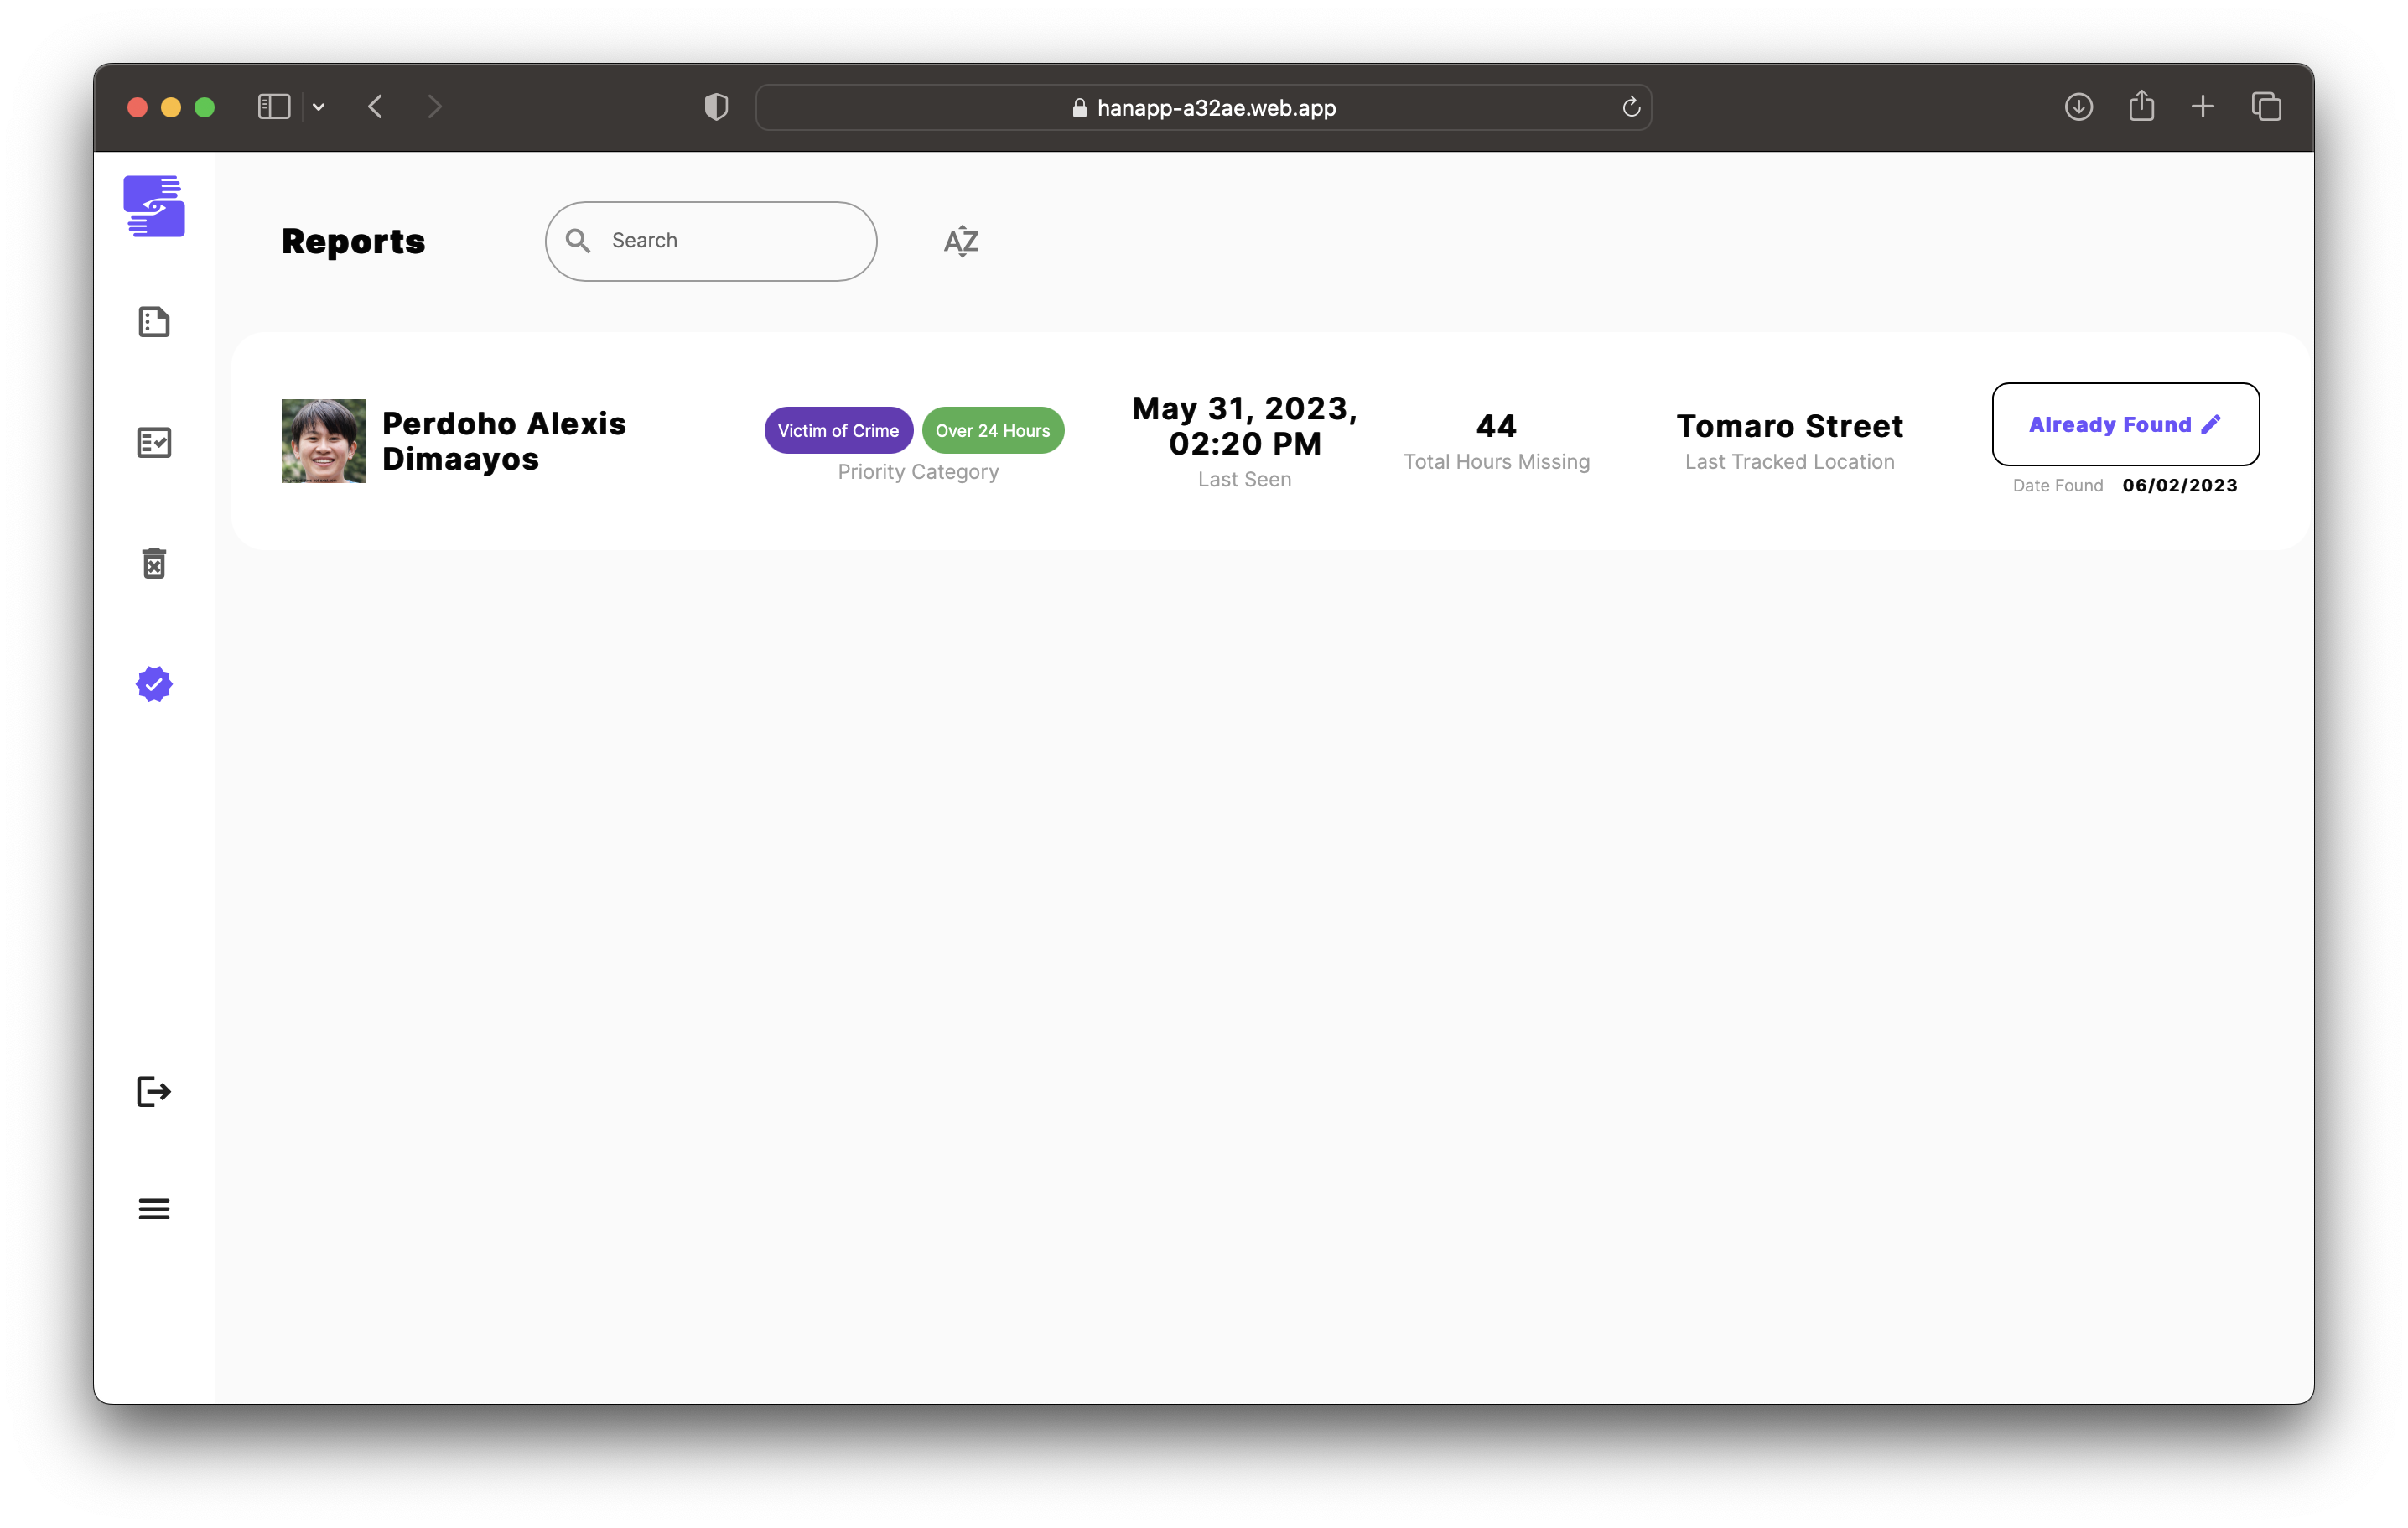 hanapp-a32ae.web.app
Reports
Search
AZ
Perdoho Alexis
Dimaayos
Victim of Crime
Over 24 Hours
Priority Category
May 31, 2023,
02:20 PM
Last Seen
44
Total Hours Missing
Tomaro Street
Last Tracked Location
Already Found
Date Found 06/02/2023